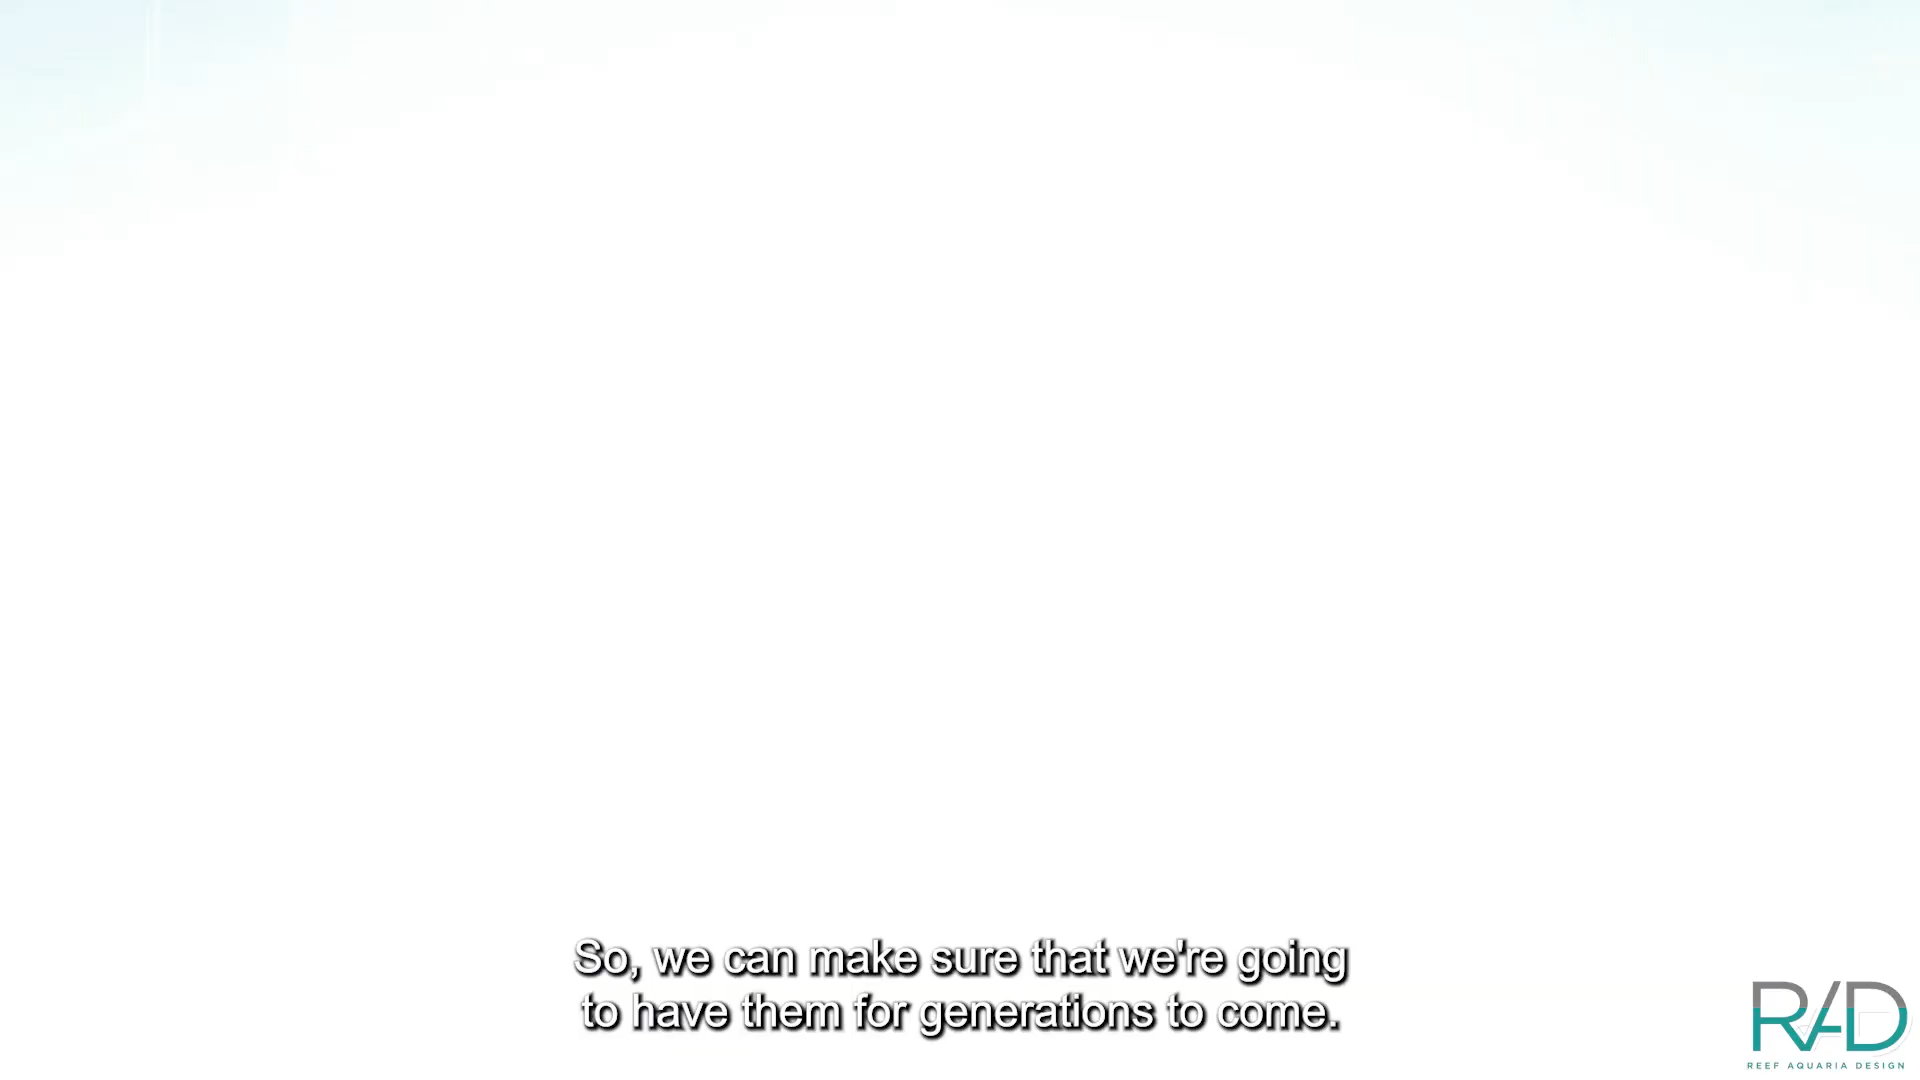 So, we can make sure that we're going
to have them for generations to come.
RAD
REEF AQUARIA DESIGN